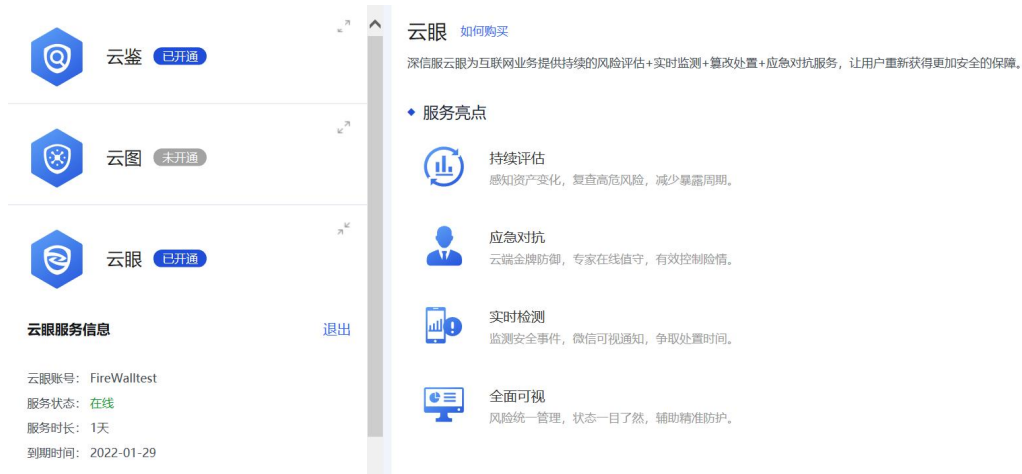 云鉴 已开通
云图 未开通
云眼 已开通
云眼服务信息 退出
云眼账号： FireWalltest
服务状态： 在线
服务时长： 1天
到期时间： 2022-01-29
云眼 如何购买
深信服云眼为互联网业务提供持续的风险评估+实时监测+篡改处置+应急对抗服务，让用户重新获得更加安全的保障。
服务亮点
持续评估
感知资产变化，复查高危风险，减少暴露周期。
应急对抗
云端金牌防御，专家在线值守，有效控制险情。
实时检测
监测安全事件，微信可视通知，争取处置时间。
全面可视
风险统一管理，状态一目了然，辅助精准防护。